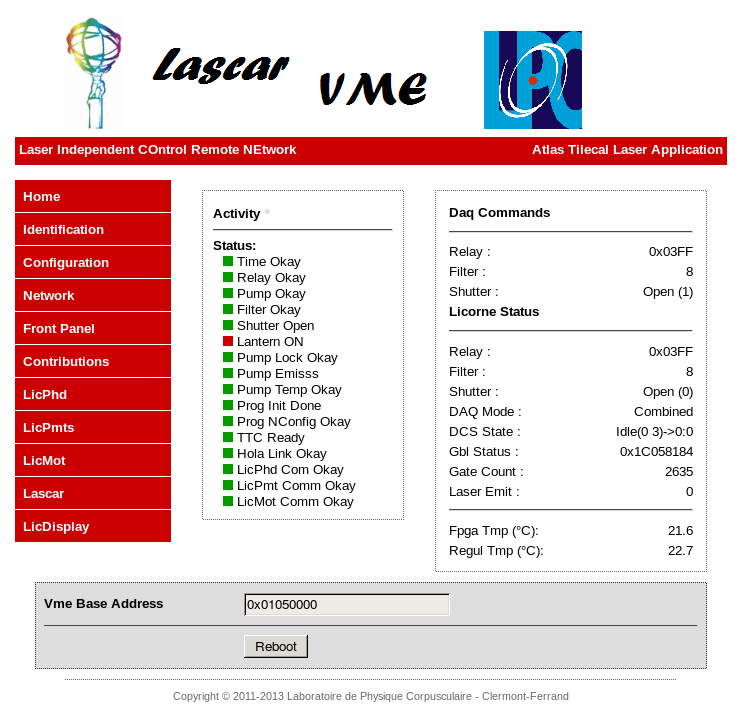 Lascar VME
LPC
Laser Independent COntrol Remote NEtwork Atlas Tilecal Laser Application
Home
Identification
Configuration
Network
Front Panel
Contributions
LicPhd
LicPmts
LicMot
Lascar
LicDisplay
Activity
Status:
Time Okay
Relay Okay
Pump Okay
Filter Okay
Shutter Open
Lantern ON
Pump Lock Okay
Pump Emisss
Pump Temp Okay
Prog Init Done
Prog NConfig Okay
TTC Ready
Hola Link Okay
LicPhd Com Okay
LicPmt Comm Okay
LicMot Comm Okay
Daq Commands
Relay : 0x03FF
Filter : 8
Shutter : Open (1)
Licorne Status
Relay : 0x03FF
Filter : 8
Shutter : Open (0)
DAQ Mode : Combined
DCS State : Idle(0 3)->0:0
Gbl Status : 0x1C058184
Gate Count : 2635
Laser Emit : 0
Fpga Tmp (°C): 21.6
Regul Tmp (°C): 22.7
Vme Base Address 0x01050000
Reboot
Copyright © 2011-2013 Laboratoire de Physique Corpusculaire - Clermont-Ferrand